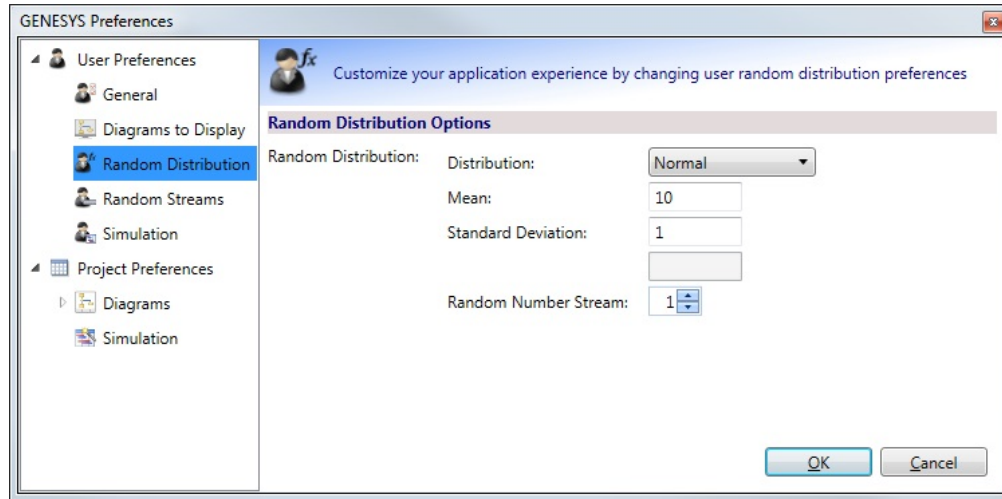 GENESYS Preferences
User Preferences
General
Diagrams to Display
Random Distribution
Random Streams
Simulation
Project Preferences
Diagrams
Simulation
fx
Customize your application experience by changing user random distribution preferences
Random Distribution Options
Random Distribution:
Distribution: Normal
Mean: 10
Standard Deviation: 1
Random Number Stream: 1
OK Cancel